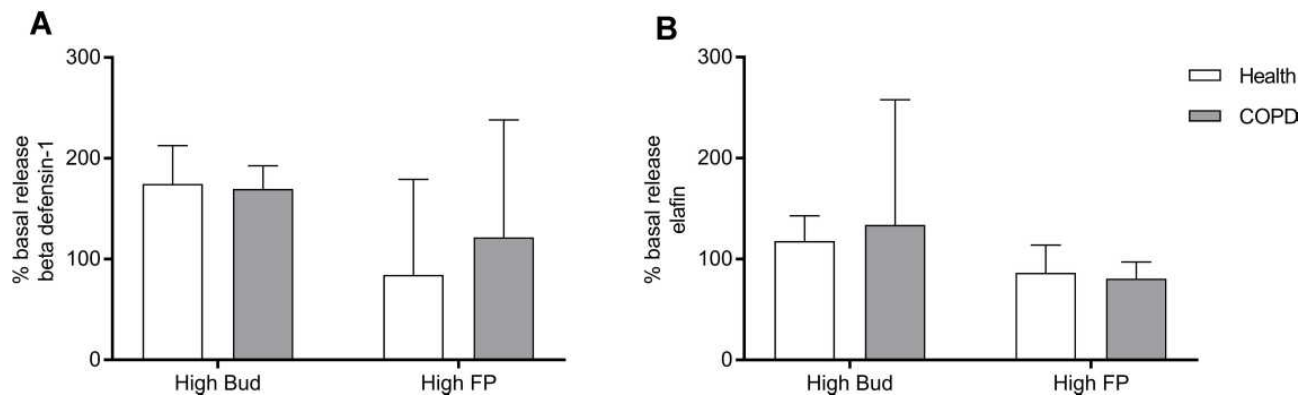 A
% basal release
beta defensin-1
300
200
100
0
High Bud
High FP
B
% basal release
elafin
300
200
100
0
High Bud
High FP
Health
COPD